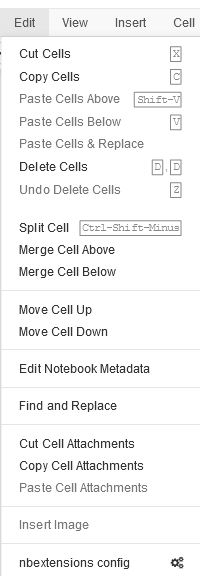 Edit View Insert Cell
Cut Cells X
Copy Cells C
Paste Cells Above Shift-V
Paste Cells Below V
Paste Cells & Replace
Delete Cells D, D
Undo Delete Cells Z
Split Cell Ctrl-Shift-Minus
Merge Cell Above
Merge Cell Below
Move Cell Up
Move Cell Down
Edit Notebook Metadata
Find and Replace
Cut Cell Attachments
Copy Cell Attachments
Paste Cell Attachments
Insert Image
nbextensions config